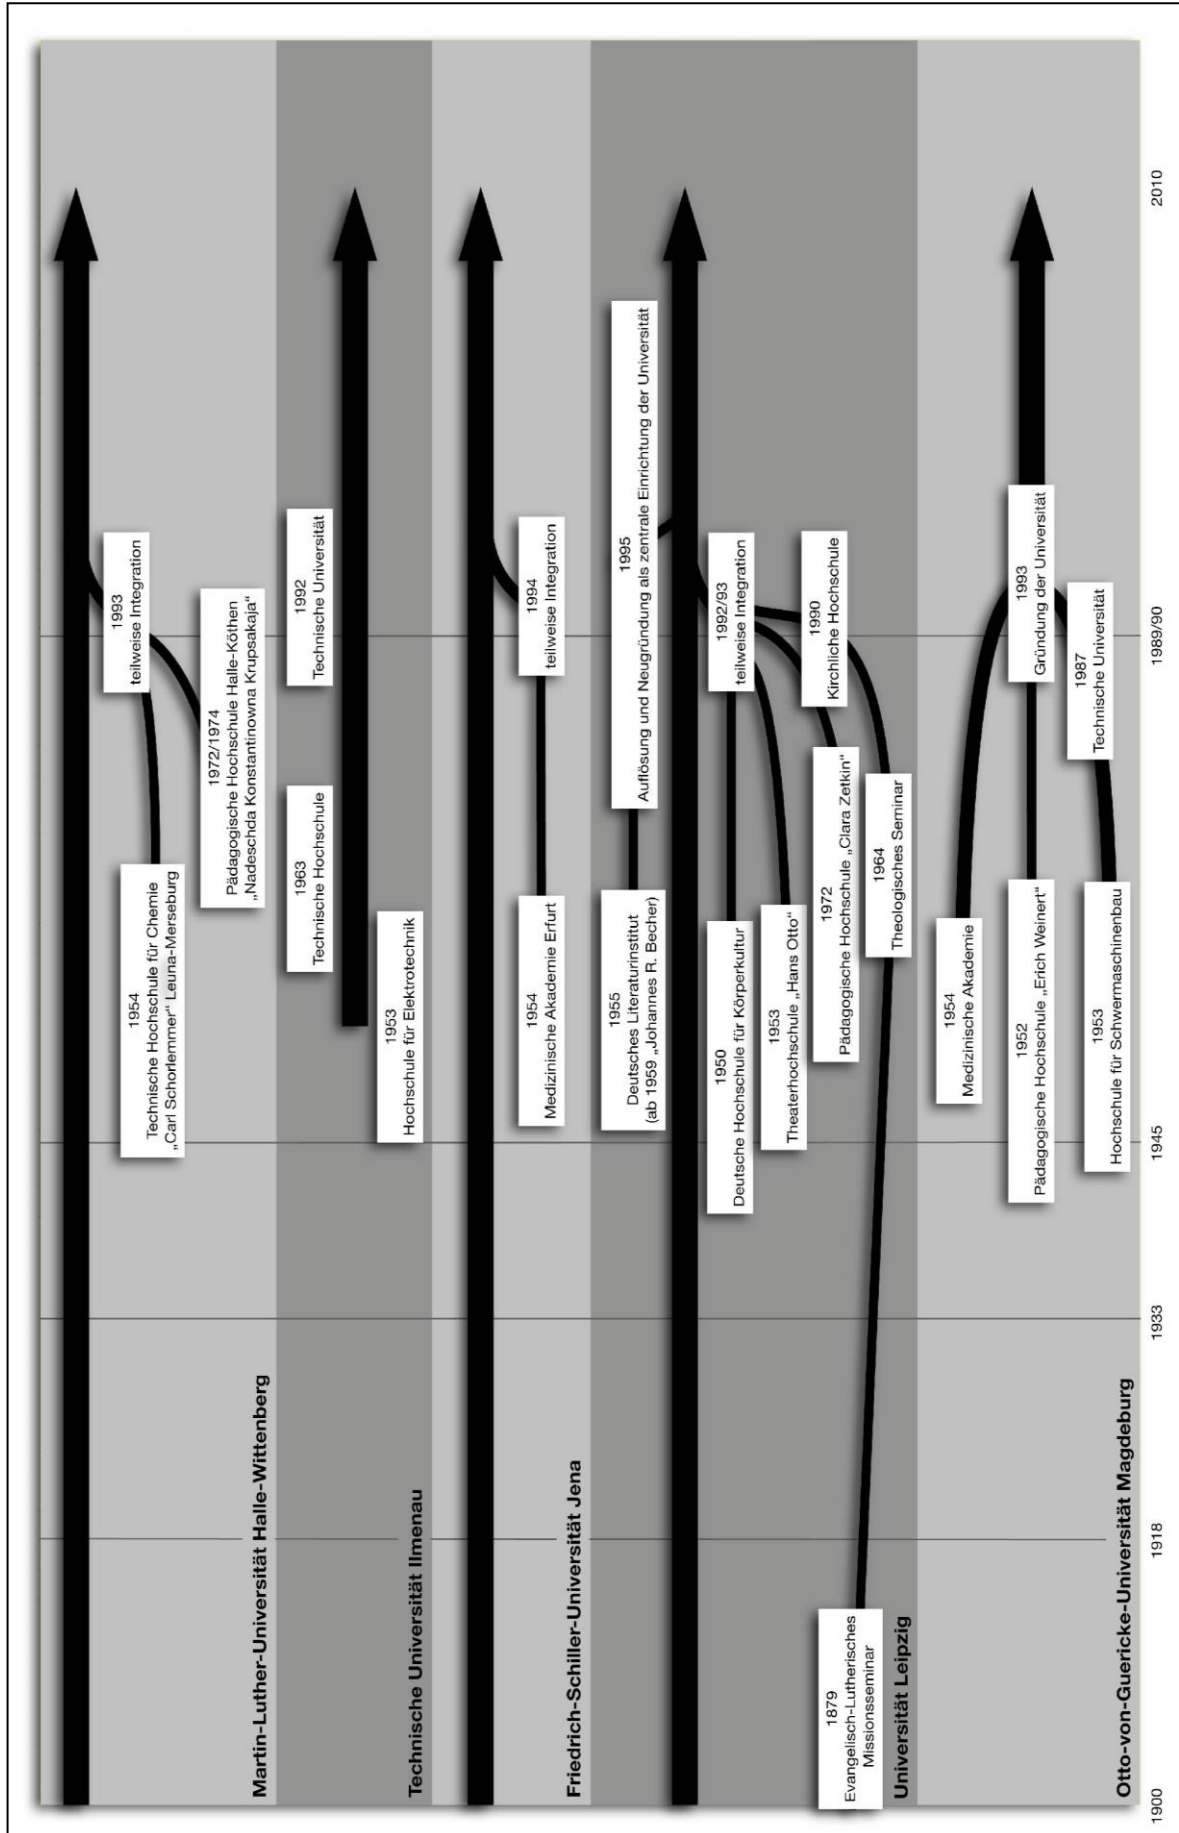 1993
teilweise Integration
1954
Technische Hochschule für Chemie
„Carl Schorlemmer“ Leuna-Merseburg
1972/1974
Pädagogische Hochschule Halle-Köthen
„Nadeschda Konstantinowna Krupsakaja“
Martin-Luther-Universität Halle-Wittenberg
1992
Technische Universität
1963
Technische Hochschule
1953
Hochschule für Elektrotechnik
Technische Universität Ilmenau
1994
teilweise Integration
1954
Medizinische Akademie Erfurt
Friedrich-Schiller-Universität Jena
1995
Auflösung und Neugründung als zentrale Einrichtung der Universität
1955
Deutsches Literaturinstitut
(ab 1959 „Johannes R. Becher)
1992/93
teilweise Integration
1950
Deutsche Hochschule für Körperkultur
1953
Theaterhochschule „Hans Otto“
1990
Kirchliche Hochschule
1972
Pädagogische Hochschule „Clara Zetkin“
1964
Theologisches Seminar
1879
Evangelisch-Lutherisches
Missionsseminar
Universität Leipzig
1954
Medizinische Akademie
1993
Gründung der Universität
1952
Pädagogische Hochschule „Erich Weinert“
1987
Technische Universität
1953
Hochschule für Schwermaschinenbau
Otto-von-Guericke-Universität Magdeburg
1900
1918
1933
1945
1989/90
2010